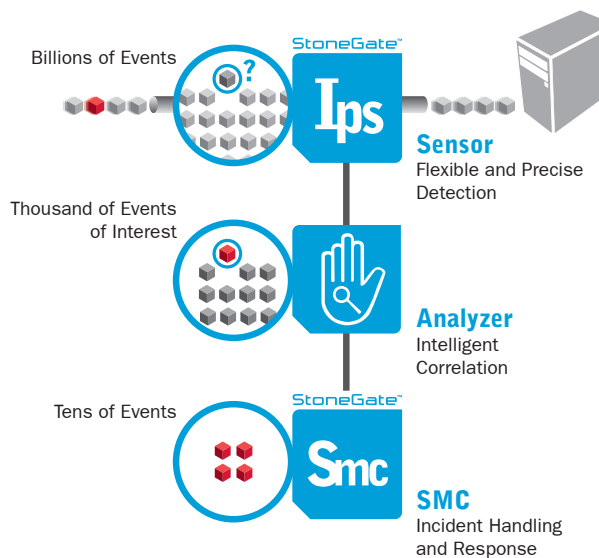 StoneGate™
Billions of Events
?
Ips
Sensor
Flexible and Precise
Detection
Thousand of Events
of Interest
Analyzer
Intelligent
Correlation
StoneGate™
Tens of Events
Smc
SMC
Incident Handling
and Response